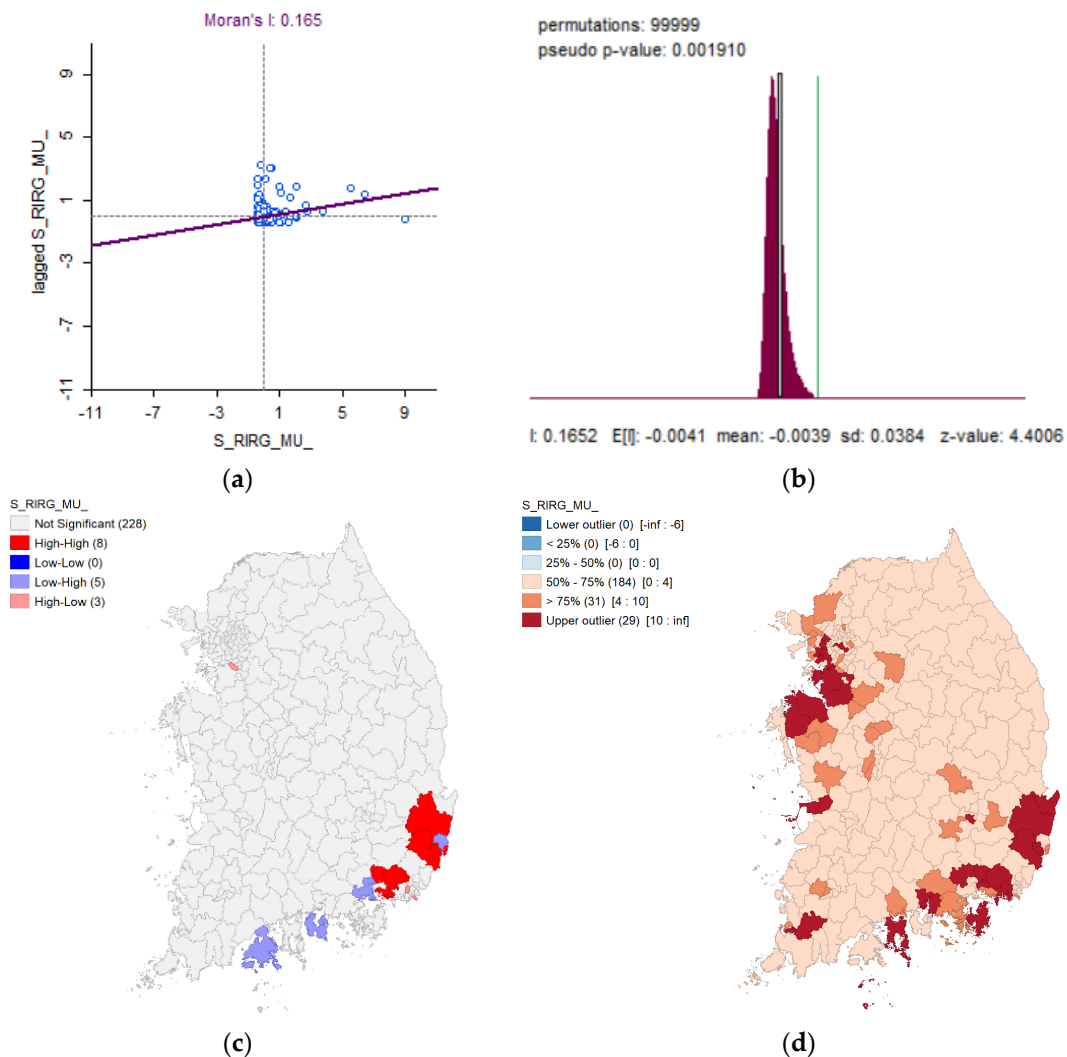 Moran's I: 0.165
9
5
1
-3
-7
-11
lagged S_RIRG_MU_
-11
-7
-3
1
5
9
S_RIRG_MU_
(a)
permutations: 99999
pseudo p-value: 0.001910
I: 0.1652 E[I]: -0.0041 mean: -0.0039 sd: 0.0384 z-value: 4.4006
(b)
S_RIRG_MU_
Not Significant (228)
High-High (8)
Low-Low (0)
Low-High (5)
High-Low (3)
(c)
S_RIRG_MU_
Lower outlier (0) [-inf : -6]
< 25% (0) [-6 : 0]
25% - 50% (0) [0 : 0]
50% - 75% (184) [0 : 4]
> 75% (31) [4 : 10]
Upper outlier (29) [10 : inf]
(d)